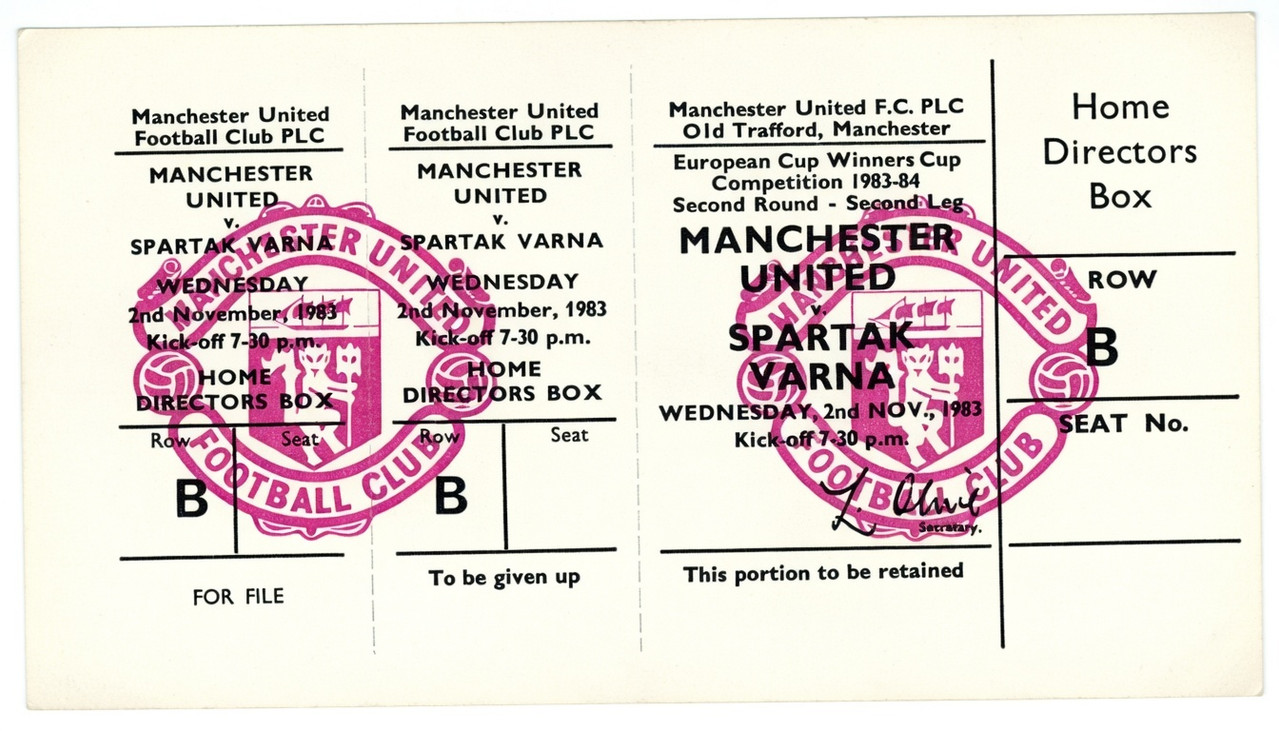 Manchester United
Football Club PLC
MANCHESTER
UNITED
v.
SPARTAK VARNA
WEDNESDAY
2nd November, 1983
Kick-off 7-30 p.m.
HOME
DIRECTORS BOX
Row Seat
B
FOR FILE
Manchester United
Football Club PLC
MANCHESTER
UNITED
v.
SPARTAK VARNA
WEDNESDAY
2nd November, 1983
Kick-off 7-30 p.m.
HOME
DIRECTORS BOX
Row Seat
B
To be given up
MANCHESTER UNITED
FOOTBALL CLUB
Manchester United F.C. PLC
Old Trafford, Manchester
European Cup Winners Cup
Competition 1983-84
Second Round - Second Leg
MANCHESTER
UNITED
v.
SPARTAK
VARNA
WEDNESDAY, 2nd NOV., 1983
Kick-off 7-30 p.m.
Secretary.
This portion to be retained
MANCHESTER UNITED
FOOTBALL CLUB
Home
Directors
Box
ROW
B
SEAT No.